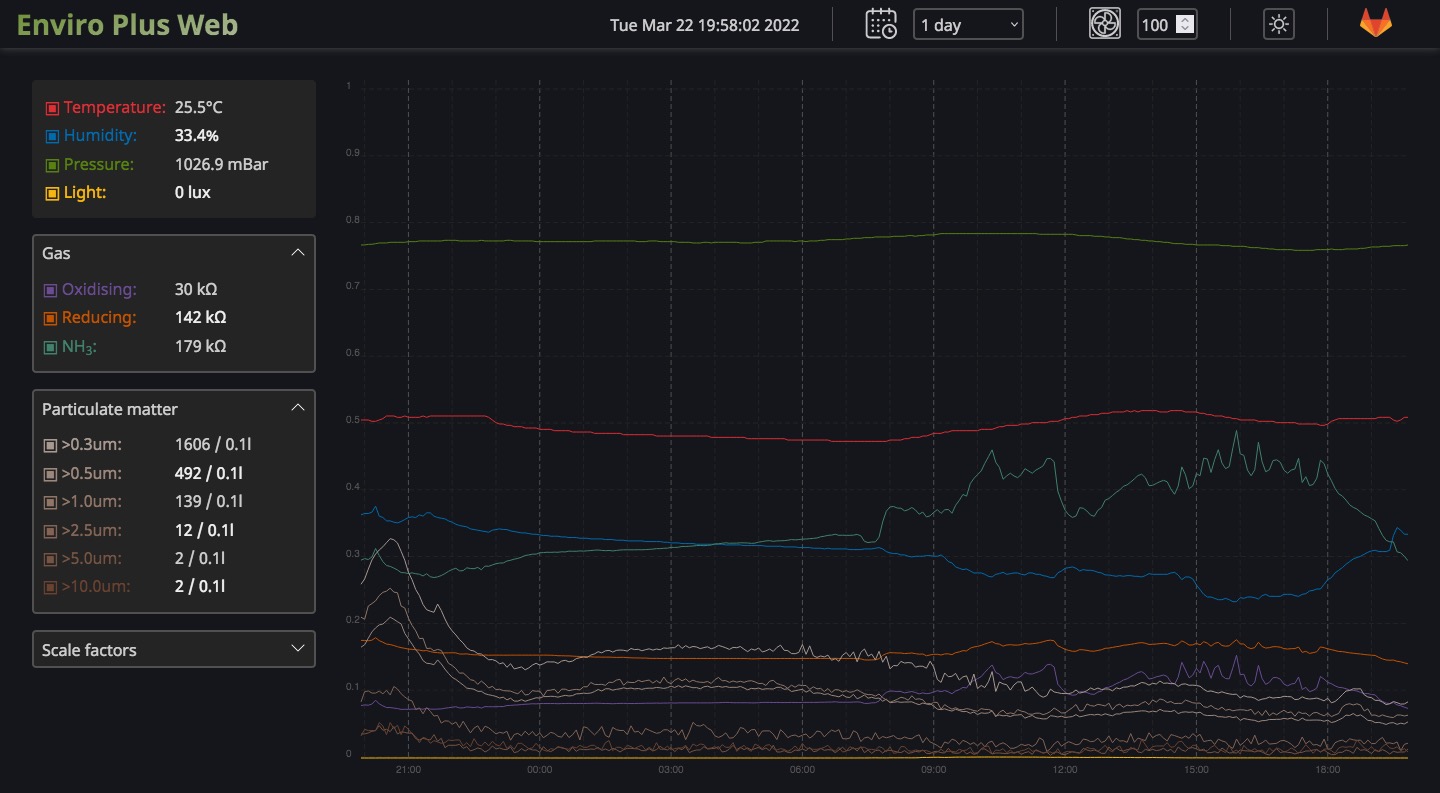 Enviro Plus Web
Tue Mar 22 19:58:02 2022
1 day
100
Temperature: 25.5°C
Humidity: 33.4%
Pressure: 1026.9 mBar
Light: 0 lux
Gas
Oxidising: 30 kΩ
Reducing: 142 kΩ
NH₃: 179 kΩ
Particulate matter
>0.3um: 1606 / 0.1l
>0.5um: 492 / 0.1l
>1.0um: 139 / 0.1l
>2.5um: 12 / 0.1l
>5.0um: 2 / 0.1l
>10.0um: 2 / 0.1l
Scale factors
1
0.9
0.8
0.7
0.6
0.5
0.4
0.3
0.2
0.1
0
21:00 00:00 03:00 06:00 09:00 12:00 15:00 18:00